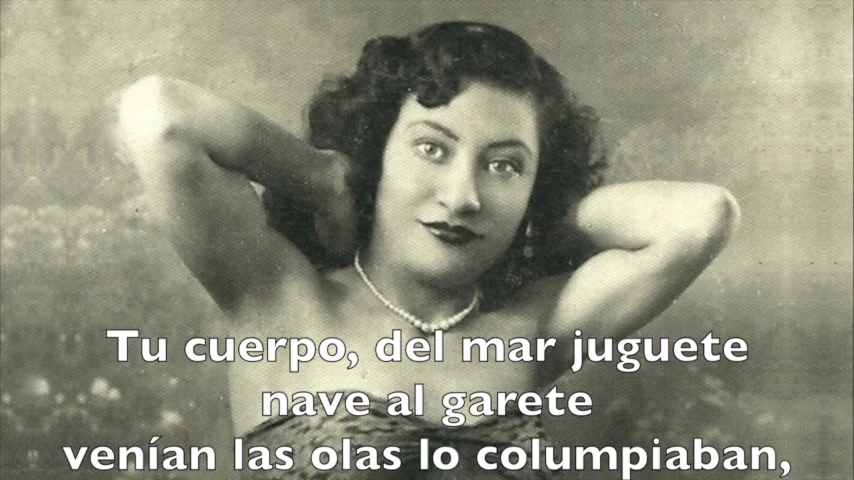 Tu cuerpo, del mar juguete
nave al garete
venían las olas lo columpiaban,